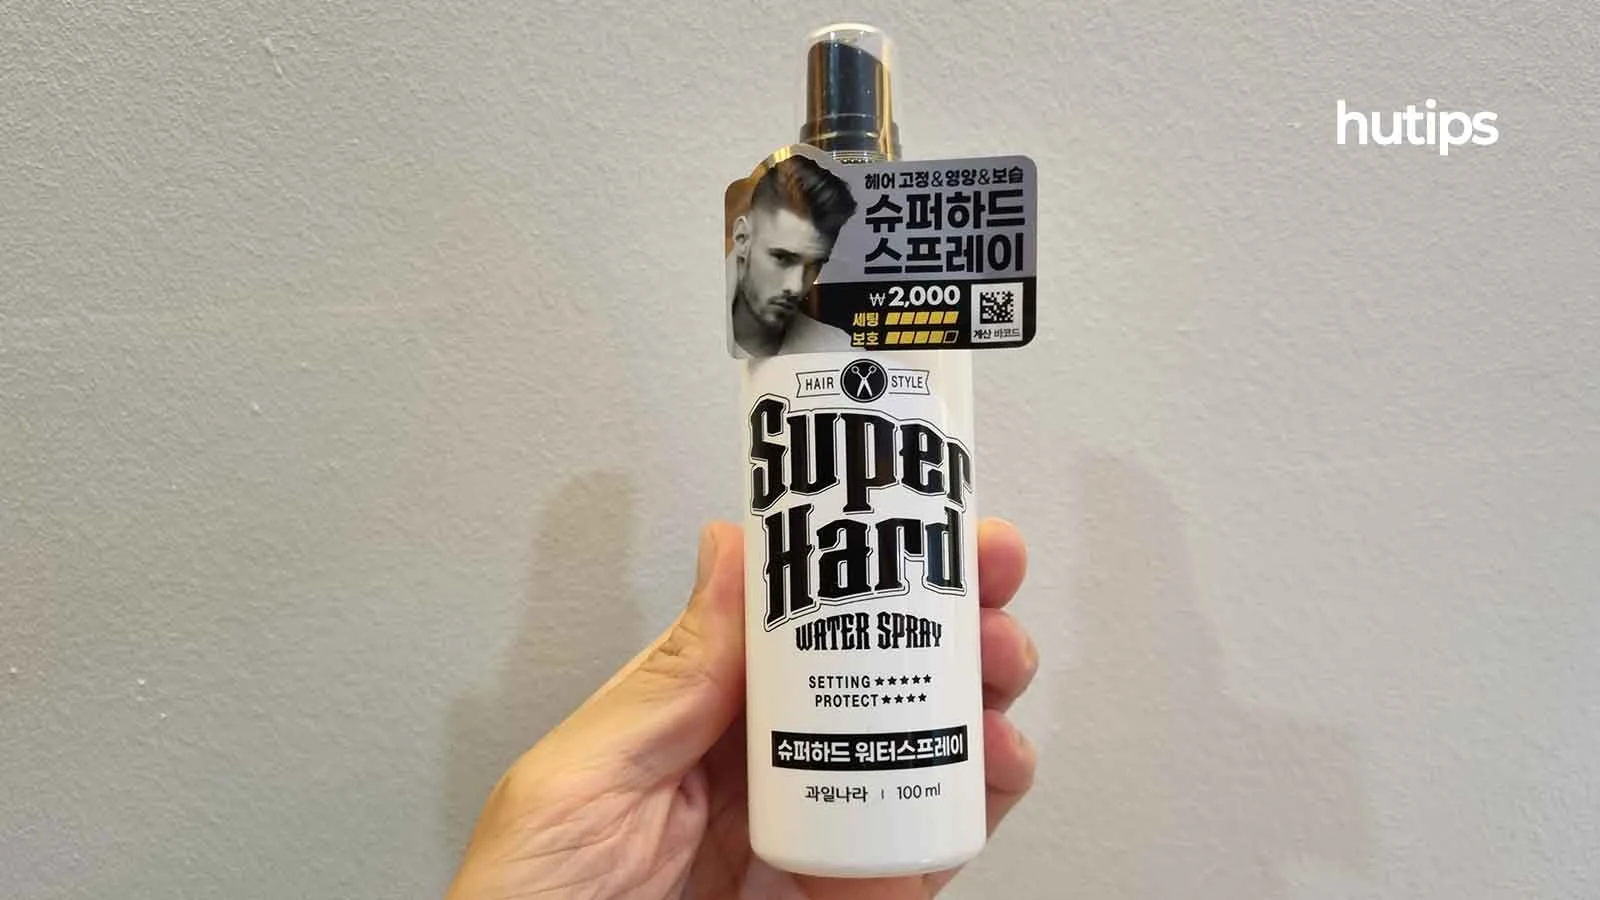 hutips
헤어 고정&영양&보습
슈퍼하드
스프레이
₩2,000
세팅
보호
계산 바코드
HAIR STYLE
Super
Hard
WATER SPRAY
SETTING★★★★★
PROTECT★★★★
슈퍼하드 워터스프레이
과일나라 | 100 ml